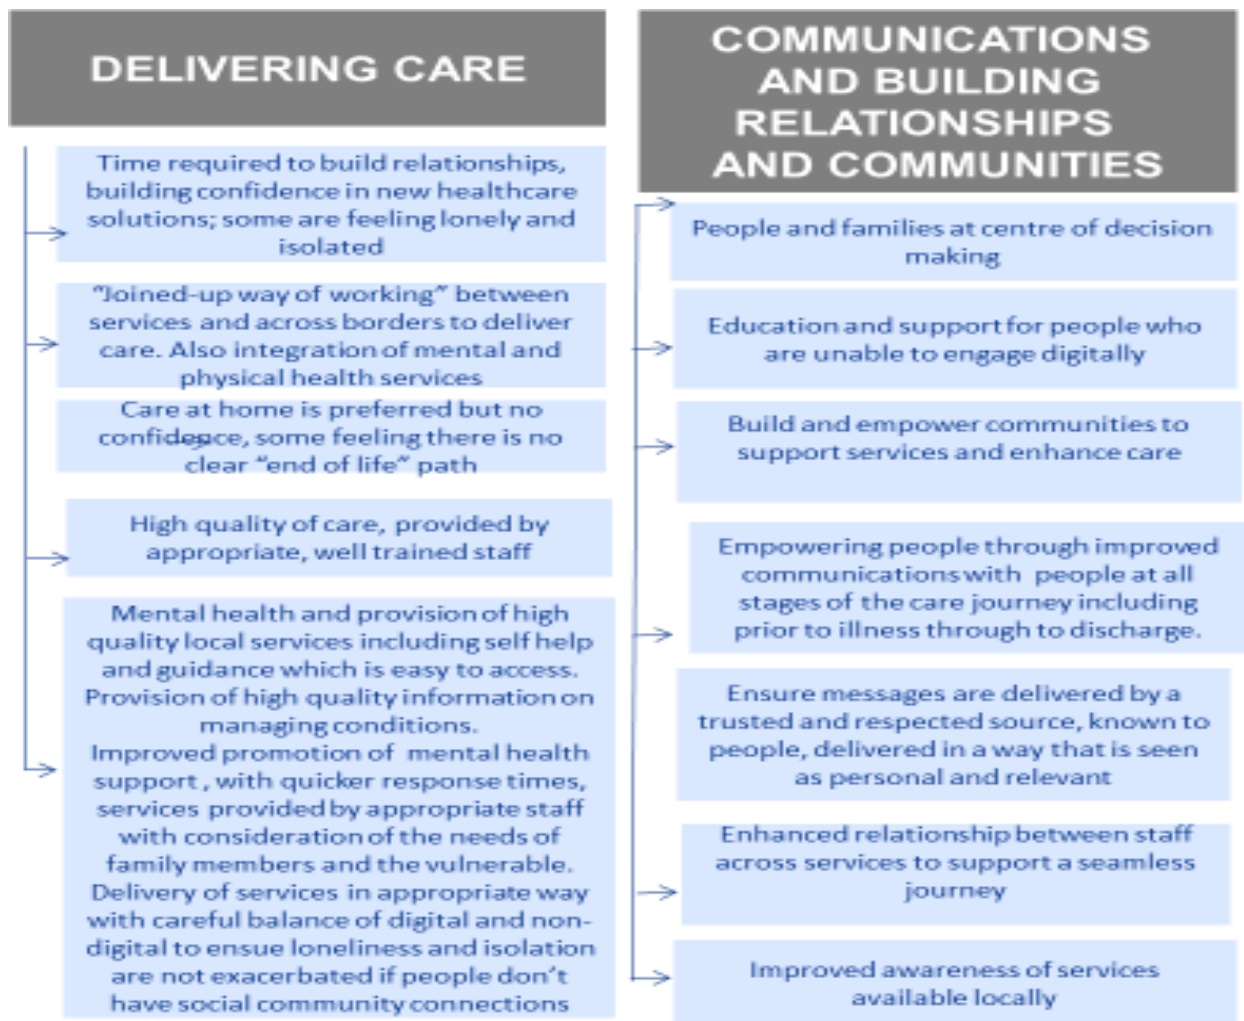 DELIVERING CARE
Time required to build relationships,
building confidence in new healthcare
solutions; some are feeling lonely and
isolated
“Joined-up way of working” between
services and across borders to deliver
care. Also integration of mental and
physical health services
Care at home is preferred but no
confidence, some feeling there is no
clear “end of life” path
High quality of care, provided by
appropriate, well trained staff
Mental health and provision of high
quality local services including self help
and guidance which is easy to access.
Provision of high quality information on
managing conditions.
Improved promotion of mental health
support , with quicker response times,
services provided by appropriate staff
with consideration of the needs of
family members and the vulnerable.
Delivery of services in appropriate way
with careful balance of digital and non-
digital to ensue loneliness and isolation
are not exacerbated if people don’t
have social community connections
COMMUNICATIONS
AND BUILDING
RELATIONSHIPS
AND COMMUNITIES
People and families at centre of decision
making
Education and support for people who
are unable to engage digitally
Build and empower communities to
support services and enhance care
Empowering people through improved
communications with people at all
stages of the care journey including
prior to illness through to discharge.
Ensure messages are delivered by a
trusted and respected source, known to
people, delivered in a way that is seen
as personal and relevant
Enhanced relationship between staff
across services to support a seamless
journey
Improved awareness of services
available locally